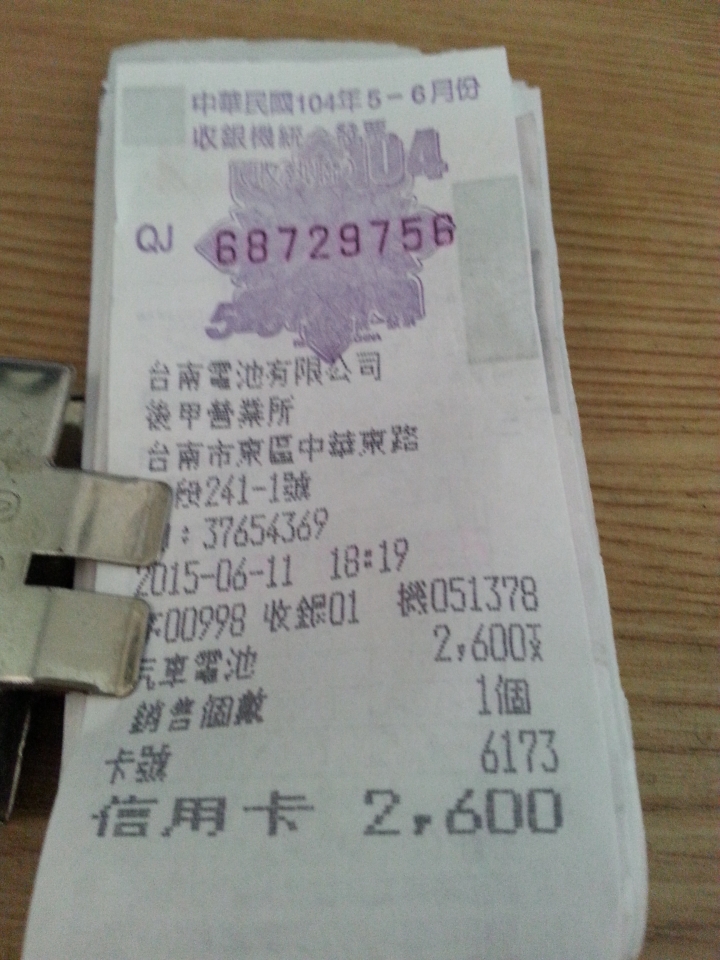 中華民國104年5-6月份
收銀機統 發票
104
QJ 68729756
台南電池有限公司
後甲營業所
台南市東區中華東路
段241-1號
: 37654369
2015-06-11 18:19
00998 收銀01 機051378
汽車電池 2,600TX
銷售個數 1個
卡號 6173
信用卡 2,600